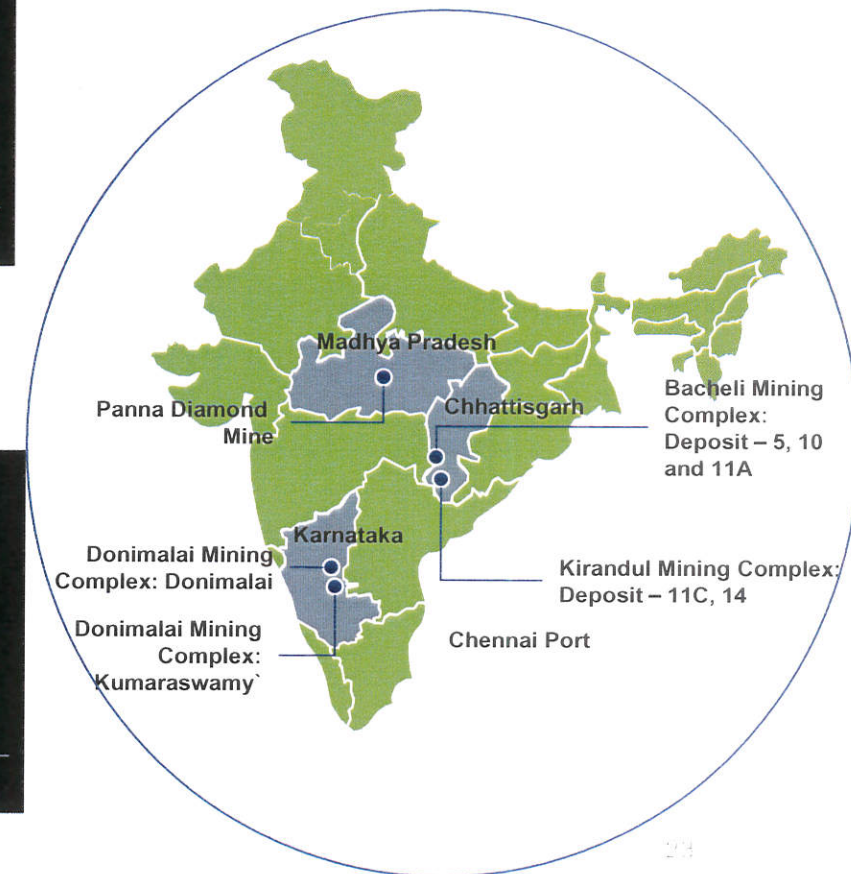 Madhya Pradesh
Panna Diamond
Mine
Chhattisgarh
Bacheli Mining
Complex:
Deposit – 5, 10
and 11A
Karnataka
Donimalai Mining
Complex: Donimalai
Kirandul Mining Complex:
Deposit – 11C, 14
Donimalai Mining
Complex:
Kumaraswamy`
Chennai Port
23